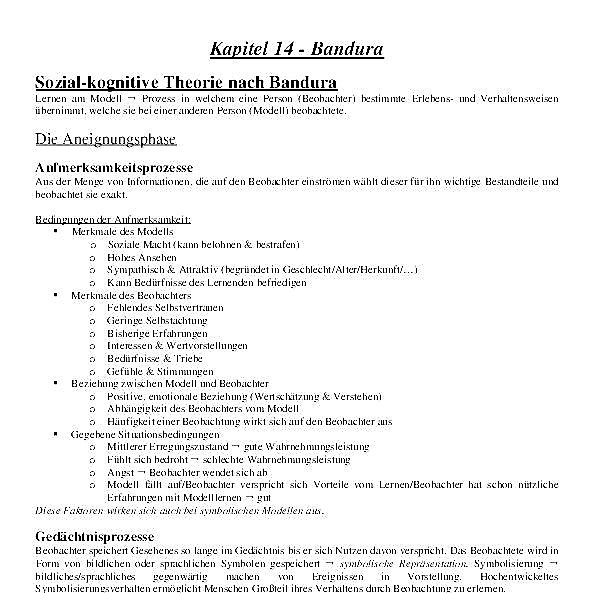 Kapitel 14 - Bandura
Sozial-kognitive Theorie nach Bandura
Lernen am Modell → Prozess in welchem eine Person (Beobachter) bestimmte Erlebens- und Verhaltensweisen
übernimmt, welche sie bei einer anderen Person (Modell) beobachtete.
Die Aneignungsphase
Aufmerksamkeitsprozesse
Aus der Menge von Informationen, die auf den Beobachter einströmen wählt dieser für ihn wichtige Bestandteile und
beobachtet sie exakt.
Bedingungen der Aufmerksamkeit:
▪ Merkmale des Modells
o Soziale Macht (kann belohnen & bestrafen)
o Hohes Ansehen
o Sympathisch & Attraktiv (begründet in Geschlecht/Alter/Herkunft/…)
o Kann Bedürfnisse des Lernenden befriedigen
▪ Merkmale des Beobachters
o Fehlendes Selbstvertrauen
o Geringe Selbstachtung
o Bisherige Erfahrungen
o Interessen & Wertvorstellungen
o Bedürfnisse & Triebe
o Gefühle & Stimmungen
▪ Beziehung zwischen Modell und Beobachter
o Positive, emotionale Beziehung (Wertschätzung & Verstehen)
o Abhängigkeit des Beobachters vom Modell
o Häufigkeit einer Beobachtung wirkt sich auf den Beobachter aus
▪ Gegebene Situationsbedingungen
o Mittlerer Erregungszustand → gute Wahrnehmungsleistung
o Fühlt sich bedroht → schlechte Wahrnehmungsleistung
o Angst → Beobachter wendet sich ab
o Modell fällt auf/Beobachter verspricht sich Vorteile vom Lernen/Beobachter hat schon nützliche
Erfahrungen mit Modelllernen → gut
Diese Faktoren wirken sich auch bei symbolischen Modellen aus.
Gedächtnisprozesse
Beobachter speichert Gesehenes so lange im Gedächtnis bis er sich Nutzen davon verspricht. Das Beobachtete wird in
Form von bildlichen oder sprachlichen Symbolen gespeichert → symbolische Repräsentation. Symbolisierung →
bildliches/sprachliches gegenwärtig machen von Ereignissen in Vorstellung. Hochentwickeltes
Symbolisierungsverhalten ermöglicht Menschen Großteil ihres Verhaltens durch Beobachtung zu erlernen.